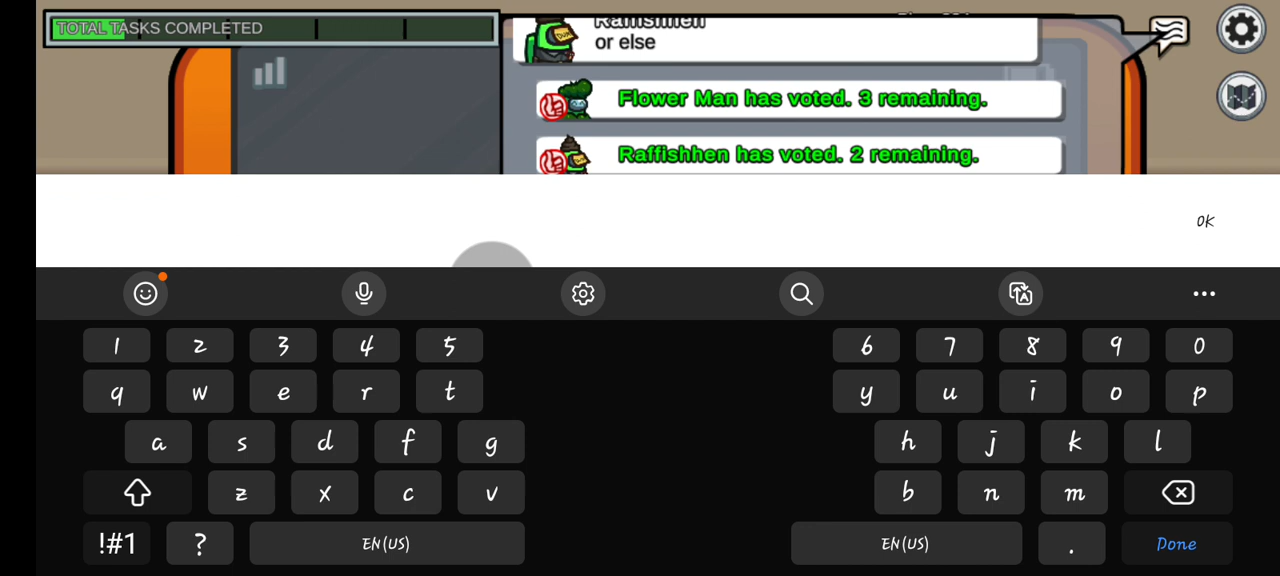 TOTAL TASKS COMPLETED
Raffishhen
or else
Flower Man has voted. 3 remaining.
Raffishhen has voted. 2 remaining.
OK
1 2 3 4 5 6 7 8 9 0
q w e r t y u i o p
a s d f g h j k l
z x c v b n m
!#1 ? EN(US) EN(US) . Done